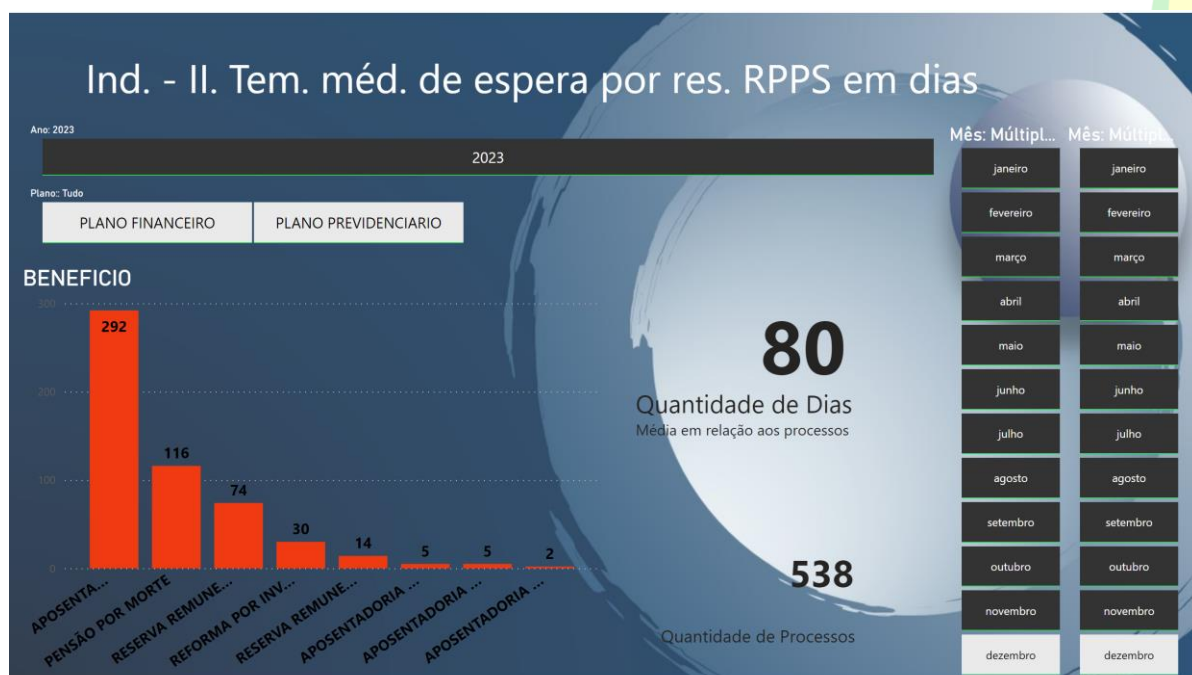 Ind. - II. Tem. méd. de espera por res. RPPS em dias
Ano: 2023
2023
Plano:: Tudo
PLANO FINANCEIRO
PLANO PREVIDENCIARIO
BENEFICIO
300
200
100
0
292
116
74
30
14
5
5
2
APOSENTA...
PENSÃO POR MORTE
RESERVA REMUNE...
REFORMA POR INV...
RESERVA REMUNE...
APOSENTADORIA ...
APOSENTADORIA ...
APOSENTADORIA ...
80
Quantidade de Dias
Média em relação aos processos
538
Quantidade de Processos
Mês: Múltipl...
janeiro
fevereiro
março
abril
maio
junho
julho
agosto
setembro
outubro
novembro
dezembro
Mês: Múltipl...
janeiro
fevereiro
março
abril
maio
junho
julho
agosto
setembro
outubro
novembro
dezembro